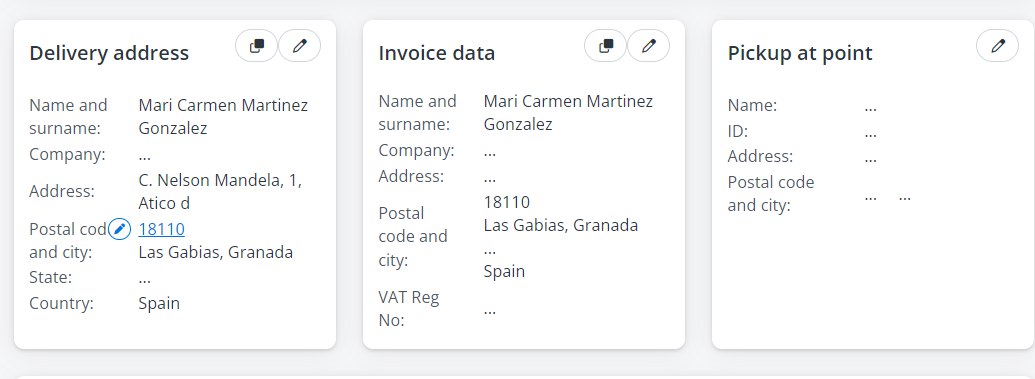 Delivery address
Name and surname:
Mari Carmen Martinez Gonzalez
Company:
...
Address:
C. Nelson Mandela, 1, Atico d
Postal cod
and city:
18110
Las Gabias, Granada
State:
...
Country:
Spain
Invoice data
Name and surname:
Mari Carmen Martinez Gonzalez
Company:
...
Address:
...
Postal code and city:
18110
Las Gabias, Granada
...
Spain
VAT Reg No:
...
Pickup at point
Name:
...
ID:
...
Address:
...
Postal code and city:
... ...